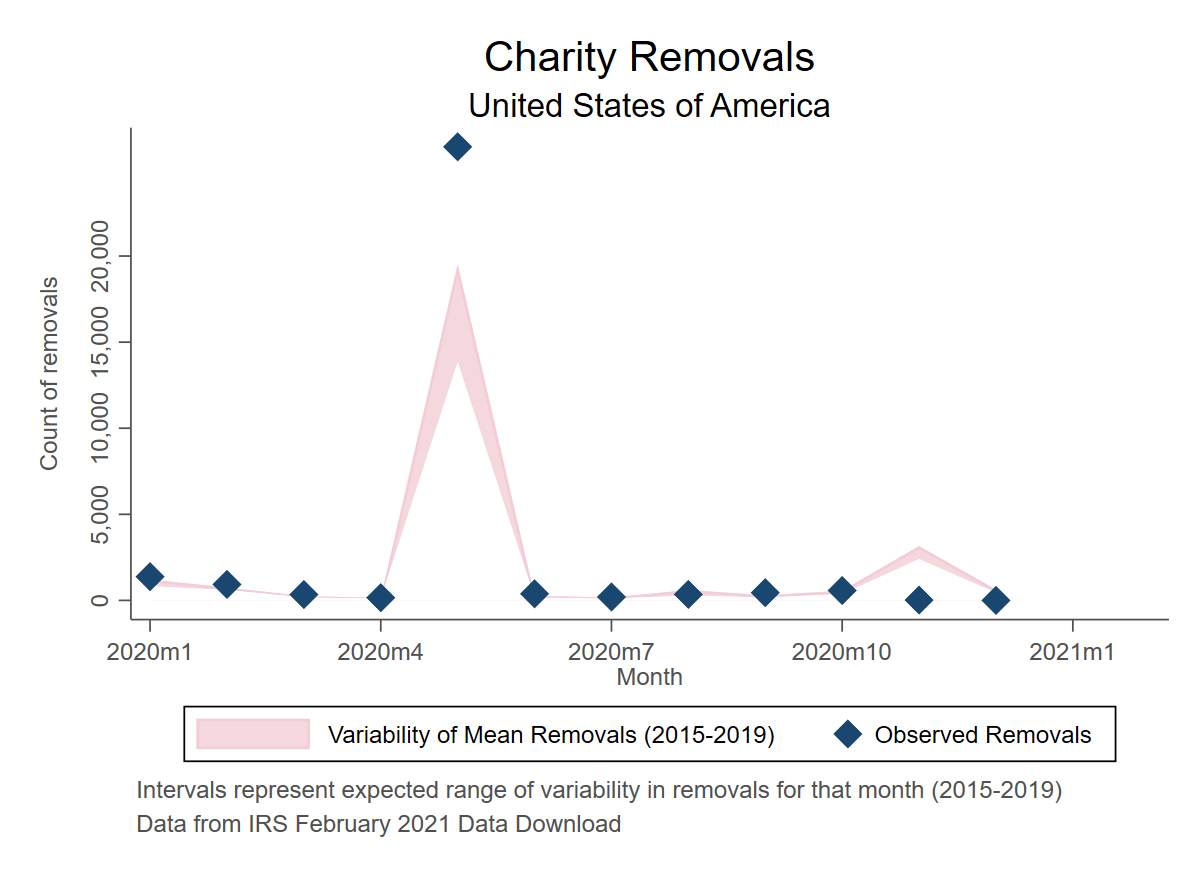 Charity Removals
United States of America
Count of removals
20,000
15,000
10,000
5,000
0
2020m1 2020m4 2020m7 2020m10 2021m1
Month
Variability of Mean Removals (2015-2019) Observed Removals
Intervals represent expected range of variability in removals for that month (2015-2019)
Data from IRS February 2021 Data Download